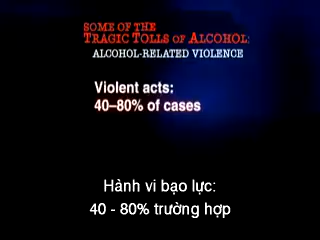 SOME OF THE
TRAGIC TOLLS OF ALCOHOL:
ALCOHOL-RELATED VIOLENCE
Violent acts:
40–80% of cases
Hành vi bạo lực:
40 - 80% trường hợp